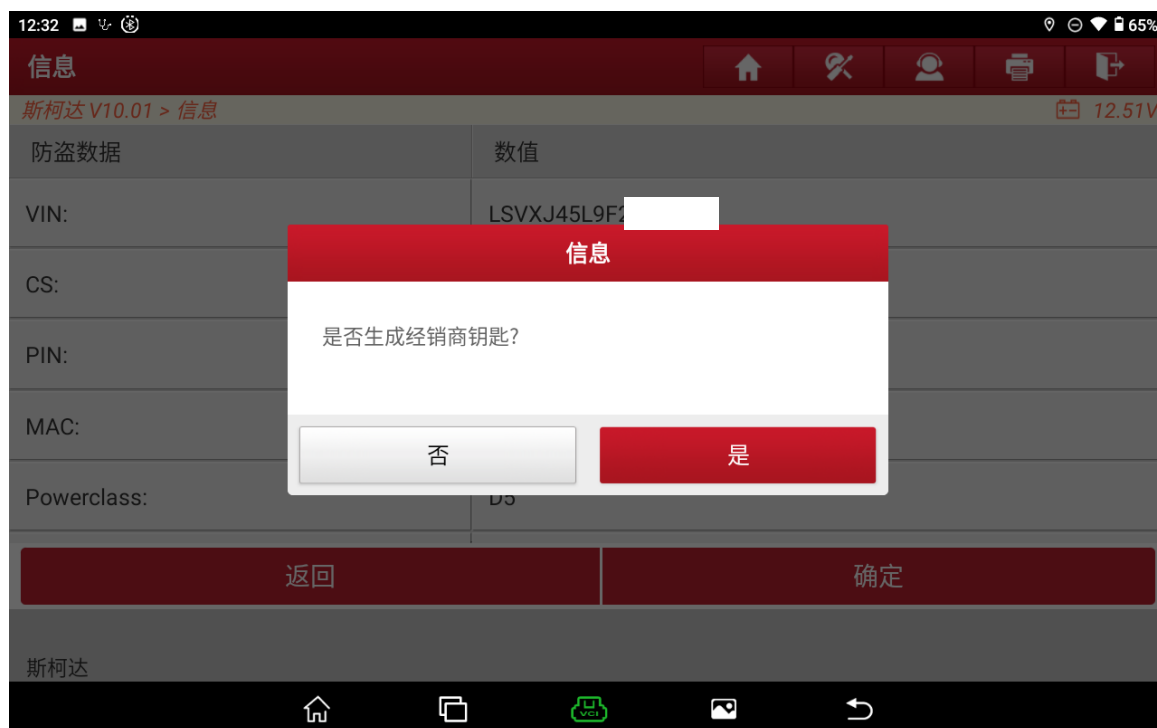 12:32 65%
信息
斯柯达 V10.01 > 信息 12.51V
防盗数据 数值
VIN: LSVXJ45L9F
信息
CS:
是否生成经销商钥匙?
PIN:
MAC:
否 是
Powerclass: D5
返回 确定
斯柯达
VCI